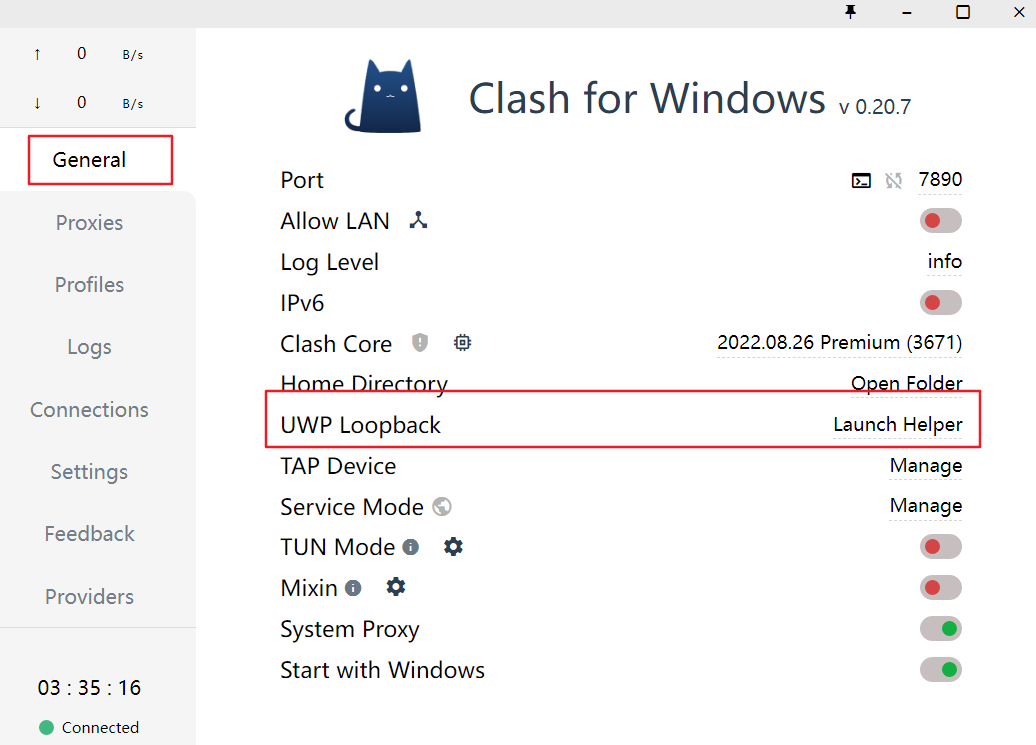 ↑ 0 B/s
↓ 0 B/s
General
Proxies
Profiles
Logs
Connections
Settings
Feedback
Providers
03 : 35 : 16
Connected
Clash for Windows v 0.20.7
Port 7890
Allow LAN
Log Level info
IPv6
Clash Core 2022.08.26 Premium (3671)
Home Directory Open Folder
UWP Loopback Launch Helper
TAP Device Manage
Service Mode Manage
TUN Mode
Mixin
System Proxy
Start with Windows